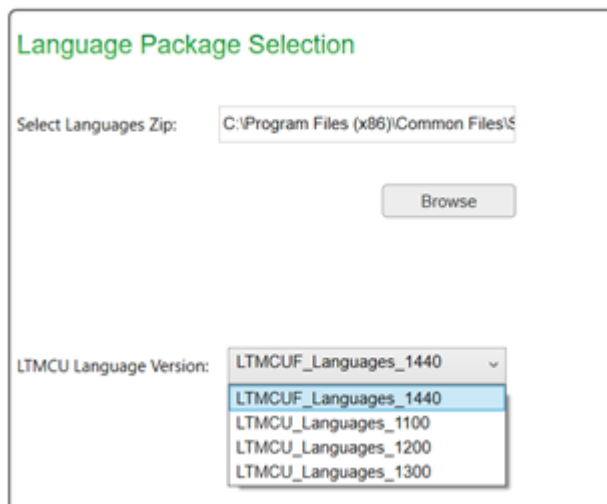 Language Package Selection
Select Languages Zip: C:\Program Files (x86)\Common Files\S
Browse
LTMCU Language Version: LTMCUF_Languages_1440
LTMCUF_Languages_1440
LTMCU_Languages_1100
LTMCU_Languages_1200
LTMCU_Languages_1300